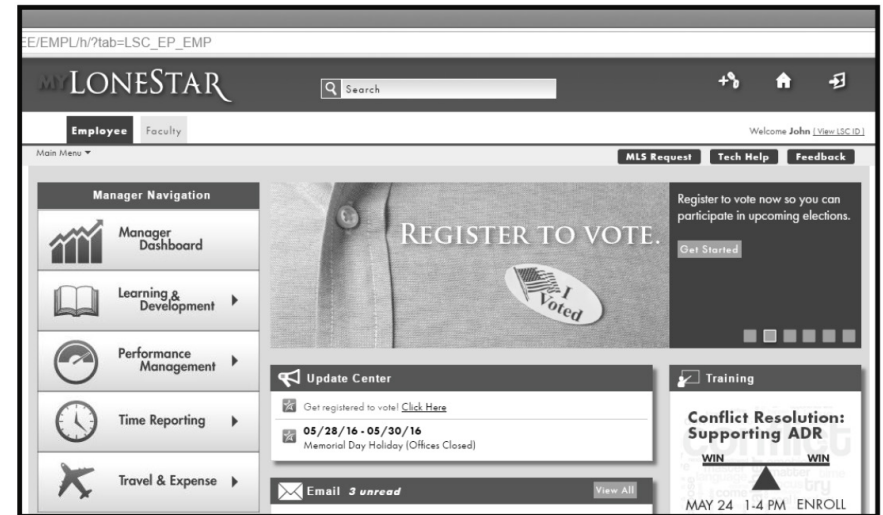 EE/EMPL/h/?tab=LSC_EP_EMP
MYLONESTAR
Search
Employee Faculty
Welcome John [View LSC ID]
Main Menu
MLS Request Tech Help Feedback
Manager Navigation
Manager
Dashboard
Learning &
Development
Performance
Management
Time Reporting
Travel & Expense
REGISTER TO VOTE.
I
Voted
Register to vote now so you can
participate in upcoming elections.
Get Started
Update Center
Get registered to vote! Click Here
05/28/16 - 05/30/16
Memorial Day Holiday (Offices Closed)
Email 3 unread View All
Training
Conflict Resolution:
Supporting ADR
WIN WIN
MAY 24 1-4 PM ENROLL